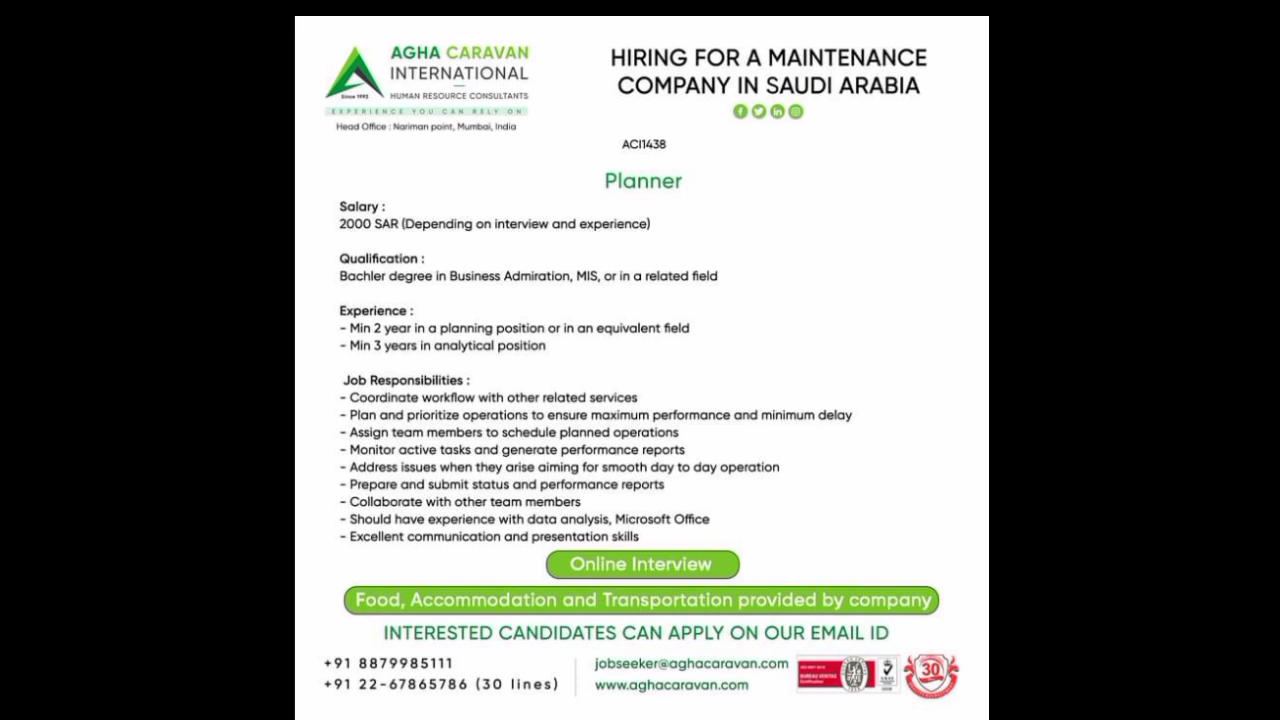 AGHA CARAVAN
INTERNATIONAL
Since 1993
HUMAN RESOURCE CONSULTANTS
EXPERIENCE YOU CAN RELY ON
Head Office : Nariman point, Mumbai, India
HIRING FOR A MAINTENANCE
COMPANY IN SAUDI ARABIA
ACI1438
Planner
Salary :
2000 SAR (Depending on interview and experience)
Qualification :
Bachler degree in Business Admiration, MIS, or in a related field
Experience :
- Min 2 year in a planning position or in an equivalent field
- Min 3 years in analytical position
Job Responsibilities :
- Coordinate workflow with other related services
- Plan and prioritize operations to ensure maximum performance and minimum delay
- Assign team members to schedule planned operations
- Monitor active tasks and generate performance reports
- Address issues when they arise aiming for smooth day to day operation
- Prepare and submit status and performance reports
- Collaborate with other team members
- Should have experience with data analysis, Microsoft Office
- Excellent communication and presentation skills
Online Interview
Food, Accommodation and Transportation provided by company
INTERESTED CANDIDATES CAN APPLY ON OUR EMAIL ID
+91 8879985111
+91 22-67865786 (30 lines)
jobseeker@aghacaravan.com
www.aghacaravan.com
BUREAU VERITAS
Certification
30